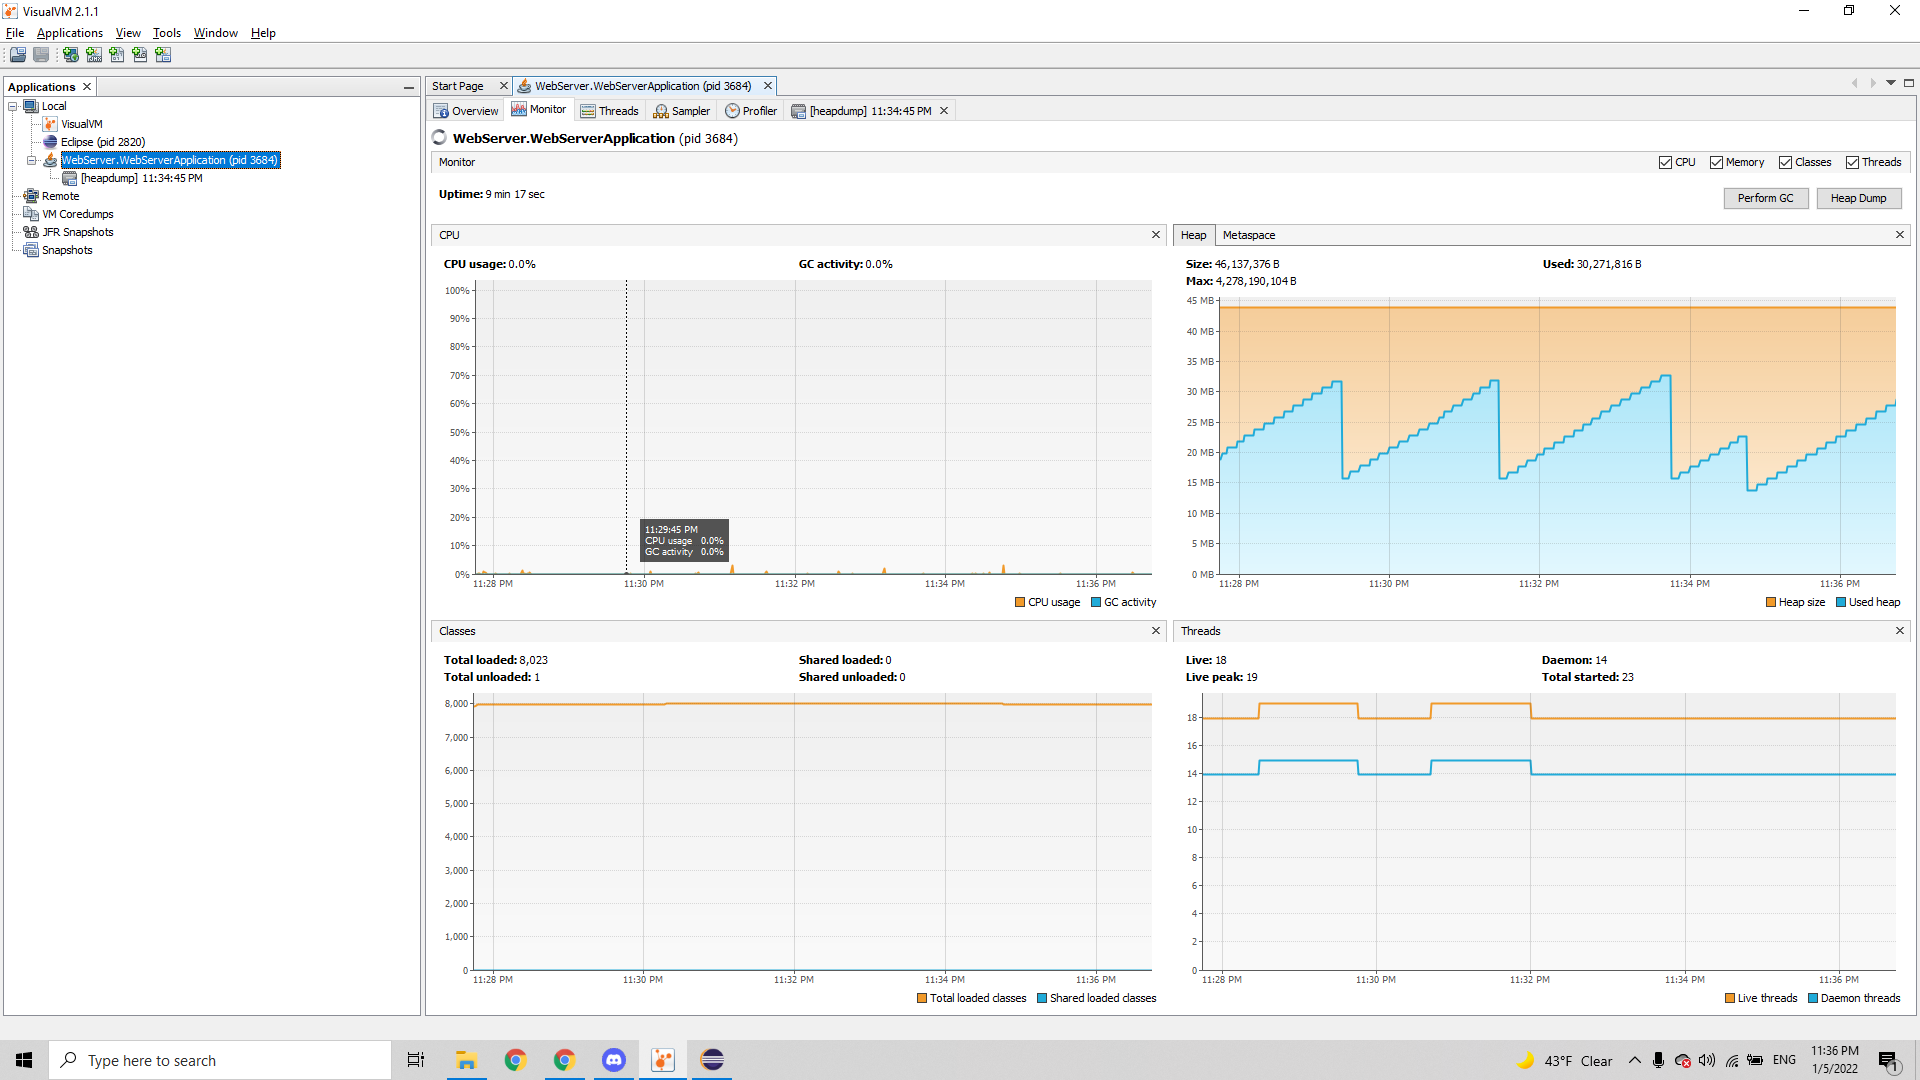 VisualVM 2.1.1
File Applications View Tools Window Help
Applications
Local
VisualVM
Eclipse (pid 2820)
WebServer.WebServerApplication (pid 3684)
[heapdump] 11:34:45 PM
Remote
VM Coredumps
JFR Snapshots
Snapshots
Start Page WebServer.WebServerApplication (pid 3684)
Overview Monitor Threads Sampler Profiler [heapdump] 11:34:45 PM
WebServer.WebServerApplication (pid 3684)
Monitor CPU Memory Classes Threads
Uptime: 9 min 17 sec
Perform GC Heap Dump
CPU
CPU usage: 0.0% GC activity: 0.0%
100%
90%
80%
70%
60%
50%
40%
30%
20%
10%
0%
11:29:45 PM
CPU usage 0.0%
GC activity 0.0%
11:28 PM 11:30 PM 11:32 PM 11:34 PM 11:36 PM
CPU usage GC activity
Heap Metaspace
Size: 46,137,376 B Used: 30,271,816 B
Max: 4,278,190,104 B
45 MB
40 MB
35 MB
30 MB
25 MB
20 MB
15 MB
10 MB
5 MB
0 MB
11:28 PM 11:30 PM 11:32 PM 11:34 PM 11:36 PM
Heap size Used heap
Classes
Total loaded: 8,023 Shared loaded: 0
Total unloaded: 1 Shared unloaded: 0
8,000
7,000
6,000
5,000
4,000
3,000
2,000
1,000
0
11:28 PM 11:30 PM 11:32 PM 11:34 PM 11:36 PM
Total loaded classes Shared loaded classes
Threads
Live: 18 Daemon: 14
Live peak: 19 Total started: 23
18
16
14
12
10
8
6
4
2
0
11:28 PM 11:30 PM 11:32 PM 11:34 PM 11:36 PM
Live threads Daemon threads
Type here to search
43°F Clear
ENG
11:36 PM
1/5/2022
1